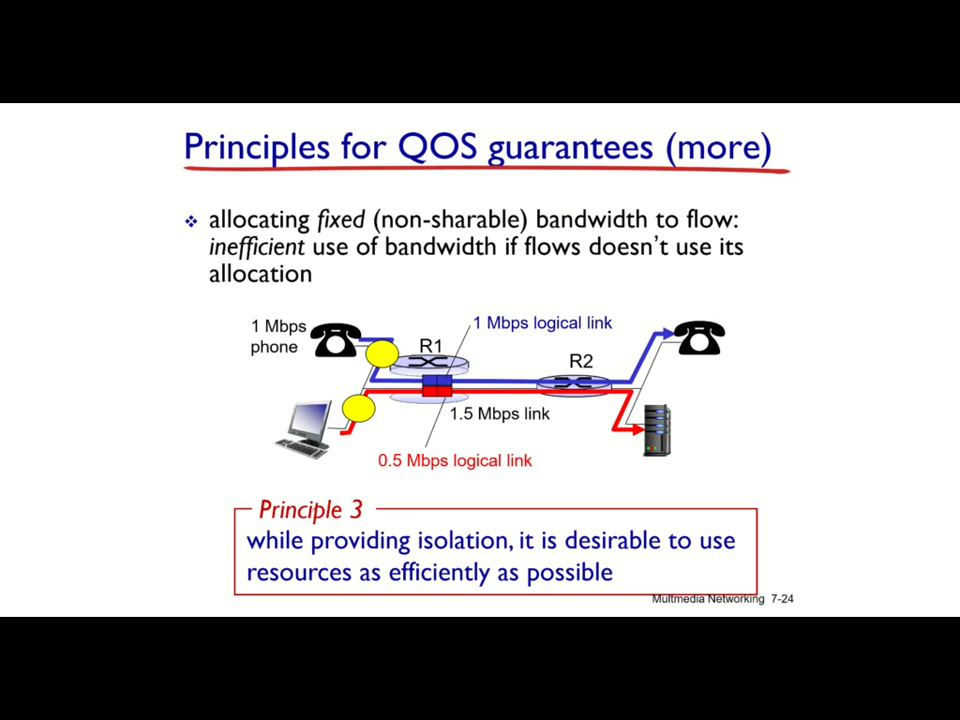 Principles for QOS guarantees (more)
allocating fixed (non-sharable) bandwidth to flow:
inefficient use of bandwidth if flows doesn't use its
allocation
1 Mbps
phone
1 Mbps logical link
R1
R2
1.5 Mbps link
0.5 Mbps logical link
Principle 3
while providing isolation, it is desirable to use
resources as efficiently as possible
Multmedia Networking 7-24